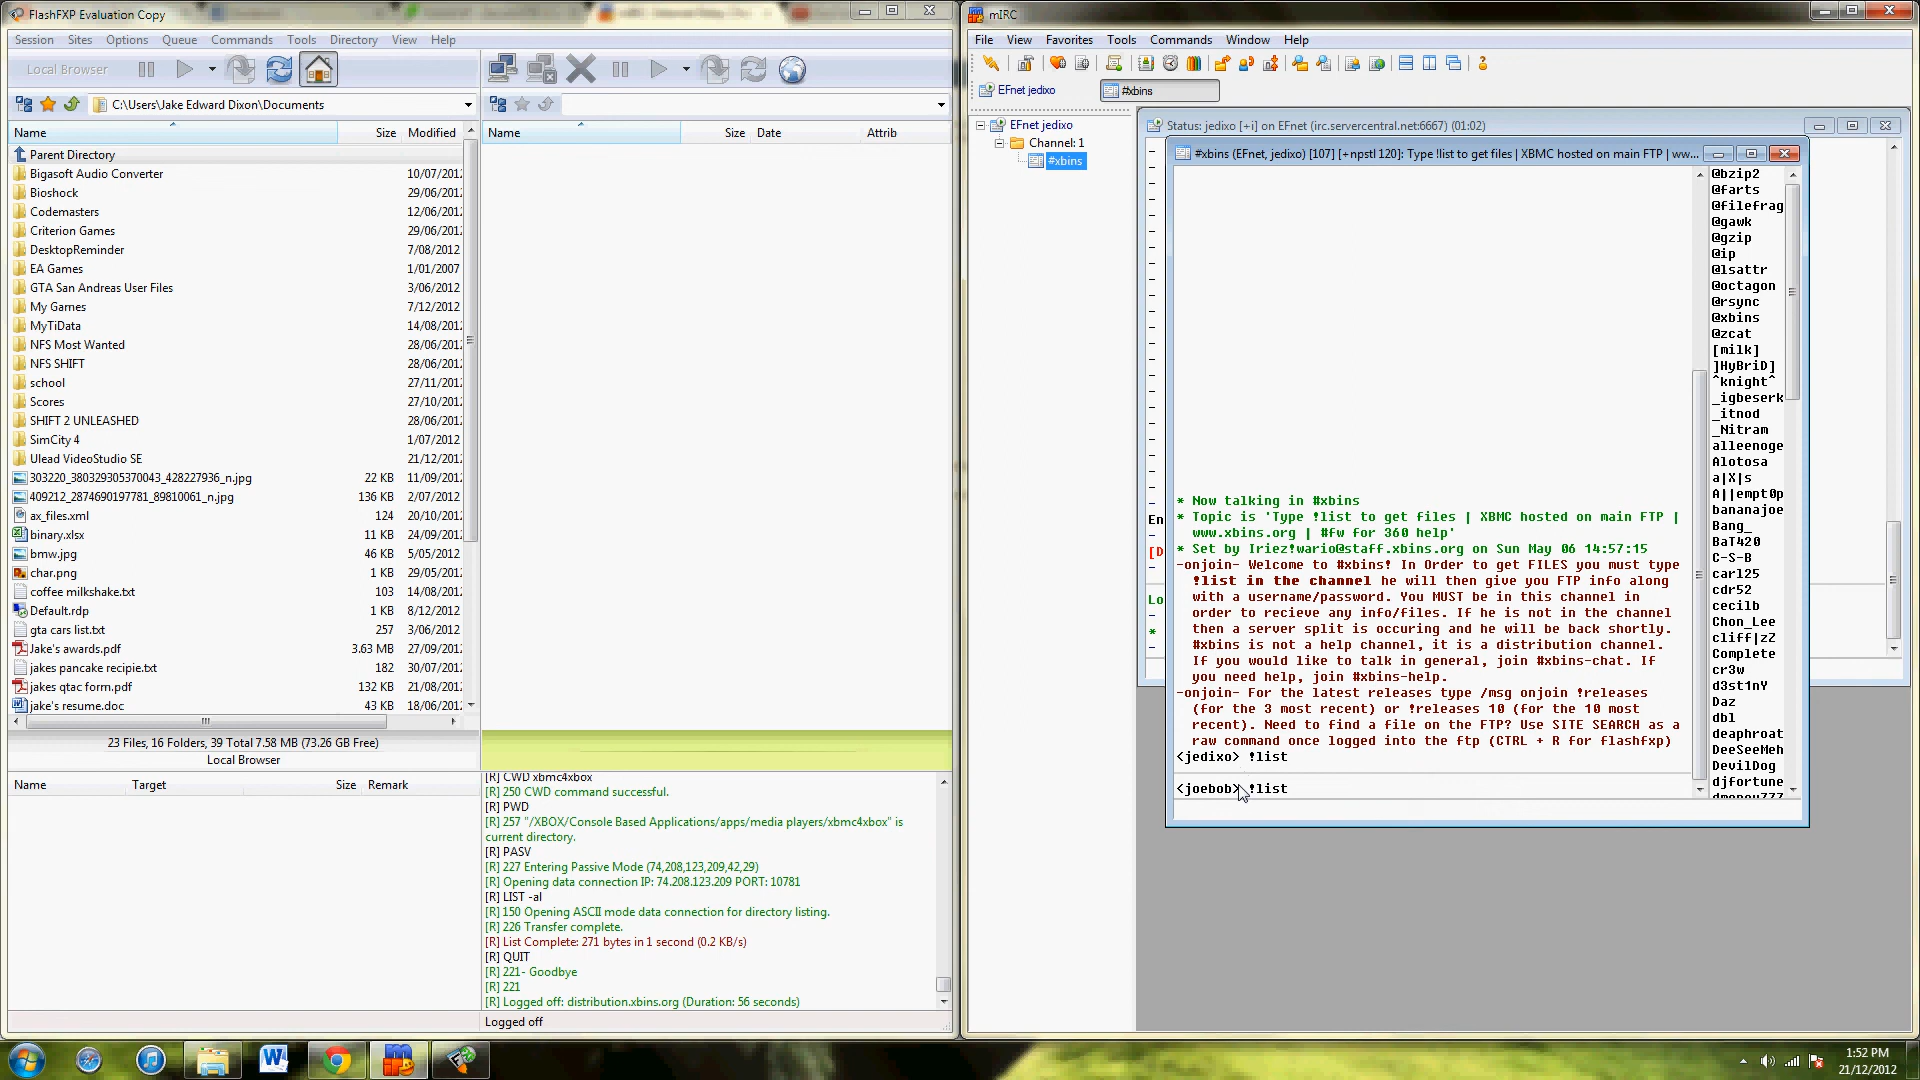 FlashFXP Evaluation Copy
Session Sites Options Queue Commands Tools Directory View Help
Local Browser
C:\Users\Jake Edward Dixon\Documents
Name Size Modified
Parent Directory
Bigasoft Audio Converter 10/07/2012
Bioshock 29/06/2012
Codemasters 12/06/2012
Criterion Games 29/06/2012
DesktopReminder 7/08/2012
EA Games 1/01/2007
GTA San Andreas User Files 3/06/2012
My Games 7/12/2012
MyTiData 14/08/2012
NFS Most Wanted 28/06/2012
NFS SHIFT 28/06/2012
school 27/11/2012
Scores 27/10/2012
SHIFT 2 UNLEASHED 28/06/2012
SimCity 4 1/07/2012
Ulead VideoStudio SE 21/12/2012
303220_380329305370043_428227936_n.jpg 22 KB 11/09/2012
409212_2874690197781_89810061_n.jpg 136 KB 2/07/2012
ax_files.xml 124 20/10/2012
binary.xlsx 11 KB 24/09/2012
bmw.jpg 46 KB 5/05/2012
char.png 1 KB 29/05/2012
coffee milkshake.txt 103 14/08/2012
Default.rdp 1 KB 8/12/2012
gta cars list.txt 257 3/06/2012
Jake's awards.pdf 3.63 MB 27/09/2012
jakes pancake recipie.txt 182 30/07/2012
jakes qtac form.pdf 132 KB 21/08/2012
jake's resume.doc 43 KB 18/06/2012
23 Files, 16 Folders, 39 Total 7.58 MB (73.26 GB Free)
Local Browser
Name Target Size Remark
Name Size Date Attrib
[R] CWD xbmc4xbox
[R] 250 CWD command successful.
[R] PWD
[R] 257 "/XBOX/Console Based Applications/apps/media players/xbmc4xbox" is
current directory.
[R] PASV
[R] 227 Entering Passive Mode (74,208,123,209,42,29)
[R] Opening data connection IP: 74.208.123.209 PORT: 10781
[R] LIST -al
[R] 150 Opening ASCII mode data connection for directory listing.
[R] 226 Transfer complete.
[R] List Complete: 271 bytes in 1 second (0.2 KB/s)
[R] QUIT
[R] 221- Goodbye
[R] 221
[R] Logged off: distribution.xbins.org (Duration: 56 seconds)
Logged off
mIRC
File View Favorites Tools Commands Window Help
EFnet jedixo #xbins
EFnet jedixo
Channel: 1
#xbins
Status: jedixo [+i] on EFnet (irc.servercentral.net:6667) (01:02)
En
[D
Lo
*
#xbins (EFnet, jedixo) [107] [+npstl 120]: Type !list to get files | XBMC hosted on main FTP | ww...
* Now talking in #xbins
* Topic is 'Type !list to get files | XBMC hosted on main FTP |
www.xbins.org | #fw for 360 help'
* Set by Iriez!wario@staff.xbins.org on Sun May 06 14:57:15
-onjoin- Welcome to #xbins! In Order to get FILES you must type
!list in the channel he will then give you FTP info along
with a username/password. You MUST be in this channel in
order to recieve any info/files. If he is not in the channel
then a server split is occuring and he will be back shortly.
#xbins is not a help channel, it is a distribution channel.
If you would like to talk in general, join #xbins-chat. If
you need help, join #xbins-help.
-onjoin- For the latest releases type /msg onjoin !releases
(for the 3 most recent) or !releases 10 (for the 10 most
recent). Need to find a file on the FTP? Use SITE SEARCH as a
raw command once logged into the ftp (CTRL + R for flashfxp)
<jedixo> !list
<joebob> !list
@bzip2
@farts
@filefrag
@gawk
@gzip
@ip
@lsattr
@octagon
@rsync
@xbins
@zcat
[milk]
]HyBriD]
^knight^
_igbeserk
_itnod
_Nitram
alleenoge
Alotosa
a|X|s
A||empt0p
bananajoe
Bang_
BaT420
C-S-B
carl25
cdr52
cecilb
Chon_Lee
cliff|zZ
Complete
cr3w
d3st1nY
Daz
dbl
deaphroat
DeeSeeMeh
DevilDog
djfortune
1:52 PM
21/12/2012